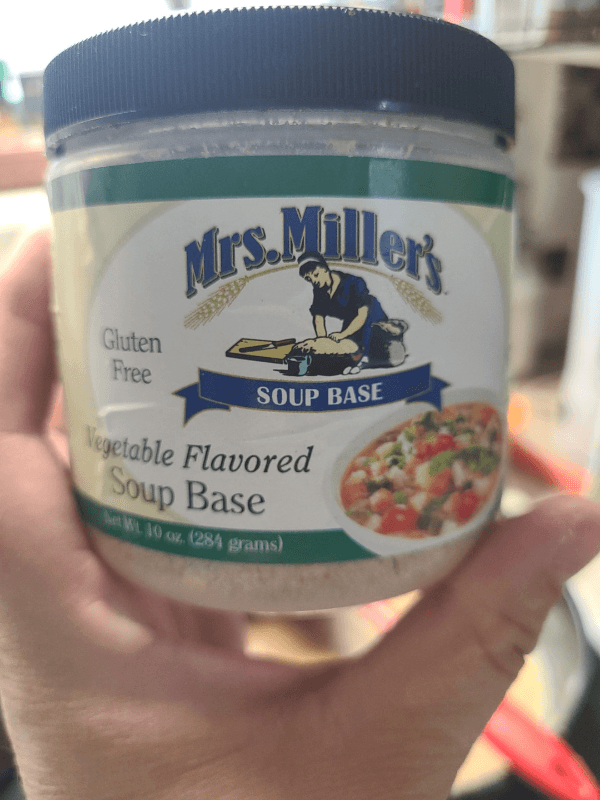 Mrs. Miller's
Gluten
Free
SOUP BASE
Vegetable Flavored
Soup Base
Net Wt. 10 oz. (284 grams)